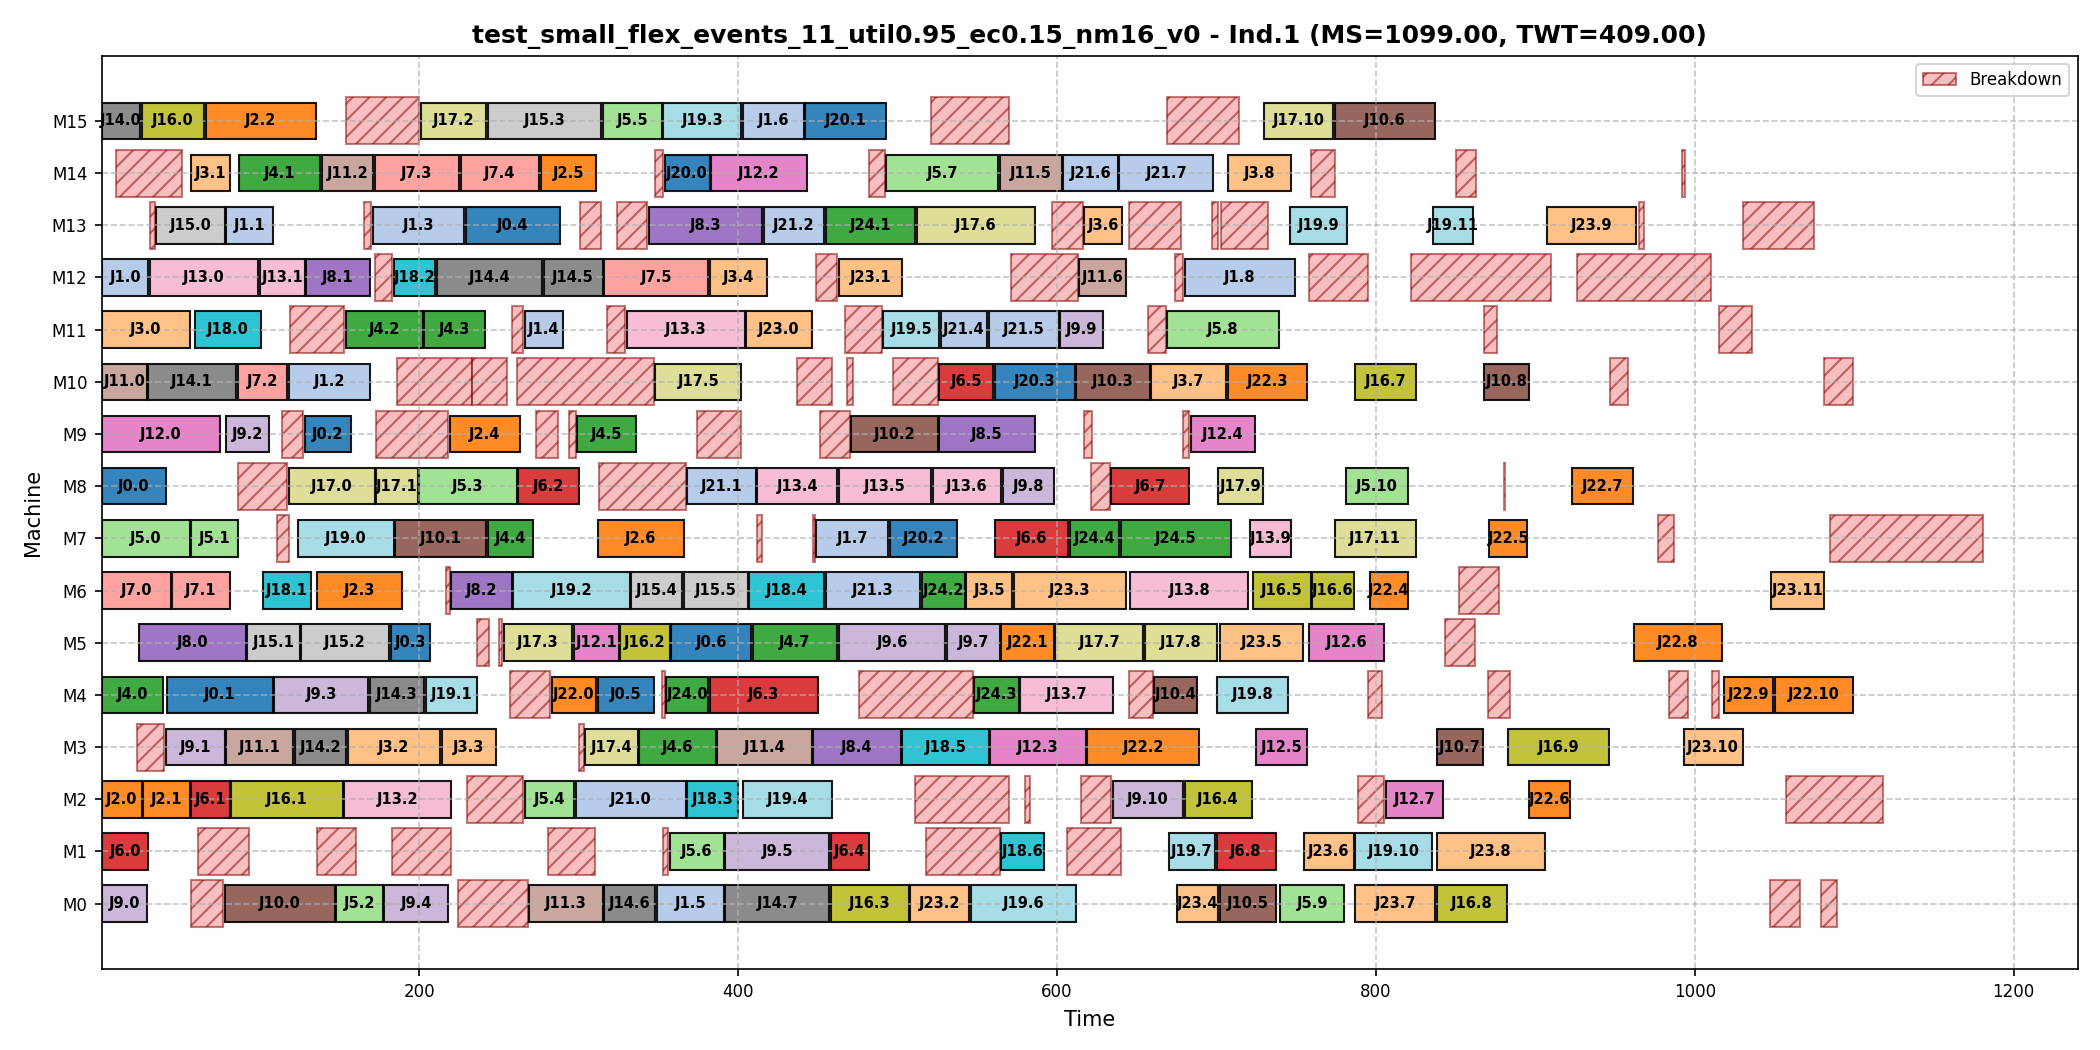 test_small_flex_events_11_util0.95_ec0.15_nm16_v0 - Ind.1 (MS=1099.00, TWT=409.00)
Breakdown
M15 J14.0 J16.0 J2.2 J17.2 J15.3 J5.5 J19.3 J1.6 J20.1 J17.10 J10.6
M14 J3.1 J4.1 J11.2 J7.3 J7.4 J2.5 J20.0 J12.2 J5.7 J11.5 J21.6 J21.7 J3.8
M13 J15.0 J1.1 J1.3 J0.4 J8.3 J21.2 J24.1 J17.6 J3.6 J19.9 J19.11 J23.9
M12 J1.0 J13.0 J13.1 J8.1 J18.2 J14.4 J14.5 J7.5 J3.4 J23.1 J11.6 J1.8
M11 J3.0 J18.0 J4.2 J4.3 J1.4 J13.3 J23.0 J19.5 J21.4 J21.5 J9.9 J5.8
M10 J11.0 J14.1 J7.2 J1.2 J17.5 J6.5 J20.3 J10.3 J3.7 J22.3 J16.7 J10.8
M9 J12.0 J9.2 J0.2 J2.4 J4.5 J10.2 J8.5 J12.4
M8 J0.0 J17.0 J17.1 J5.3 J6.2 J21.1 J13.4 J13.5 J13.6 J9.8 J6.7 J17.9 J5.10 J22.7
M7 J5.0 J5.1 J19.0 J10.1 J4.4 J2.6 J1.7 J20.2 J6.6 J24.4 J24.5 J13.9 J17.11 J22.5
M6 J7.0 J7.1 J18.1 J2.3 J8.2 J19.2 J15.4 J15.5 J18.4 J21.3 J24.2 J3.5 J23.3 J13.8 J16.5 J16.6 J22.4 J23.11
M5 J8.0 J15.1 J15.2 J0.3 J17.3 J12.1 J16.2 J0.6 J4.7 J9.6 J9.7 J22.1 J17.7 J17.8 J23.5 J12.6 J22.8
M4 J4.0 J0.1 J9.3 J14.3 J19.1 J22.0 J0.5 J24.0 J6.3 J24.3 J13.7 J10.4 J19.8 J22.9 J22.10
M3 J9.1 J11.1 J14.2 J3.2 J3.3 J17.4 J4.6 J11.4 J8.4 J18.5 J12.3 J22.2 J12.5 J10.7 J16.9 J23.10
M2 J2.0 J2.1 J6.1 J16.1 J13.2 J5.4 J21.0 J18.3 J19.4 J9.10 J16.4 J12.7 J22.6
M1 J6.0 J5.6 J9.5 J6.4 J18.6 J19.7 J6.8 J23.6 J19.10 J23.8
M0 J9.0 J10.0 J5.2 J9.4 J11.3 J14.6 J1.5 J14.7 J16.3 J23.2 J19.6 J23.4 J10.5 J5.9 J23.7 J16.8
Machine
200 400 600 800 1000 1200
Time